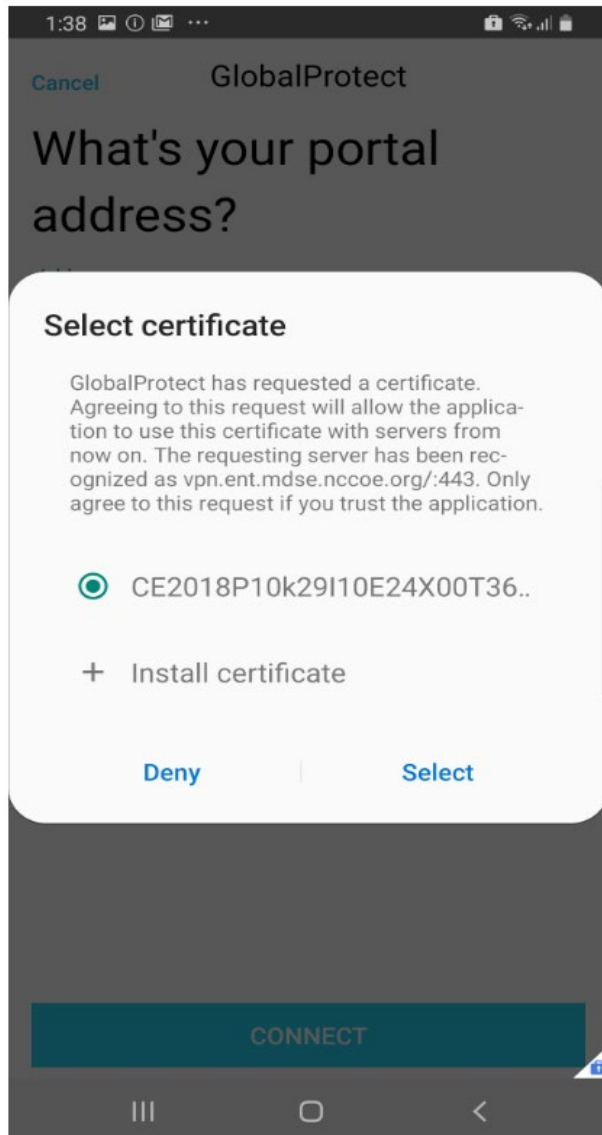 1:38
Cancel
GlobalProtect
What's your portal
address?
Select certificate
GlobalProtect has requested a certificate.
Agreeing to this request will allow the applica-
tion to use this certificate with servers from
now on. The requesting server has been rec-
ognized as vpn.ent.mdse.nccoe.org/:443. Only
agree to this request if you trust the application.
CE2018P10k29I10E24X00T36..
+ Install certificate
Deny
Select
CONNECT